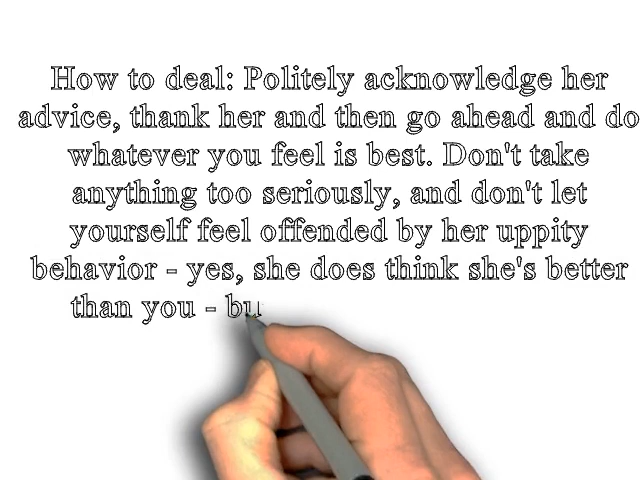 How to deal: Politely acknowledge her
advice, thank her and then go ahead and do
whatever you feel is best. Don't take
anything too seriously, and don't let
yourself feel offended by her uppity
behavior - yes, she does think she's better
than you - bu